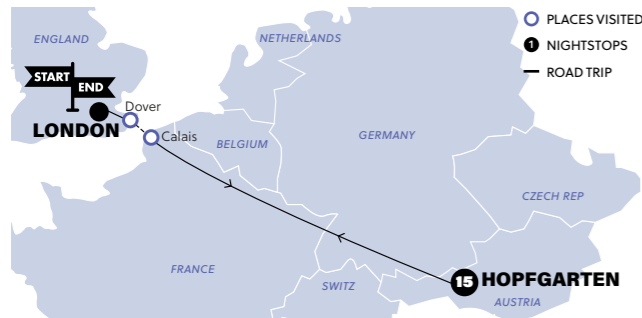 ENGLAND
NETHERLANDS
PLACES VISITED
1 NIGHTSTOPS
ROAD TRIP
START
END
Dover
LONDON
Calais
BELGIUM
GERMANY
CZECH REP
FRANCE
SWITZ
15 HOPFGARTEN
AUSTRIA